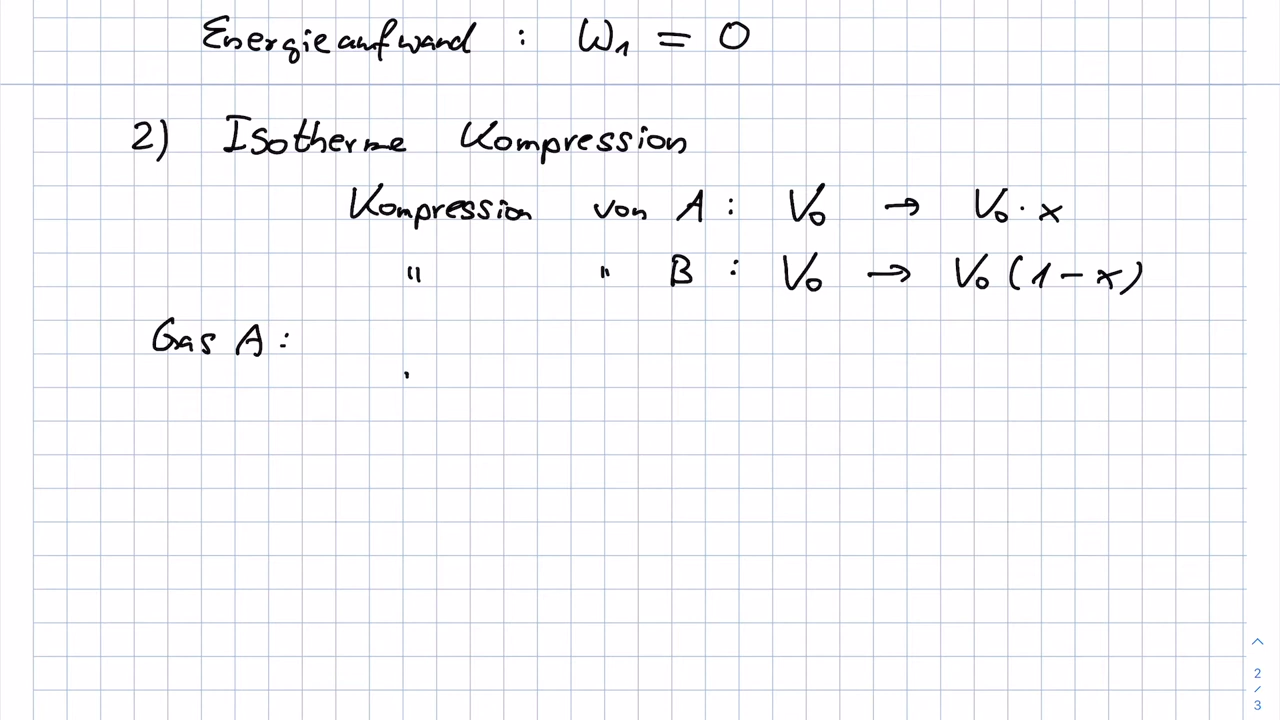 Energieaufwand : W₁ = 0
2) Isotherme Kompression
Kompression von A : V₀ → V₀ · x
" " B : V₀ → V₀ (1 - x)
Gas A :
2 / 3